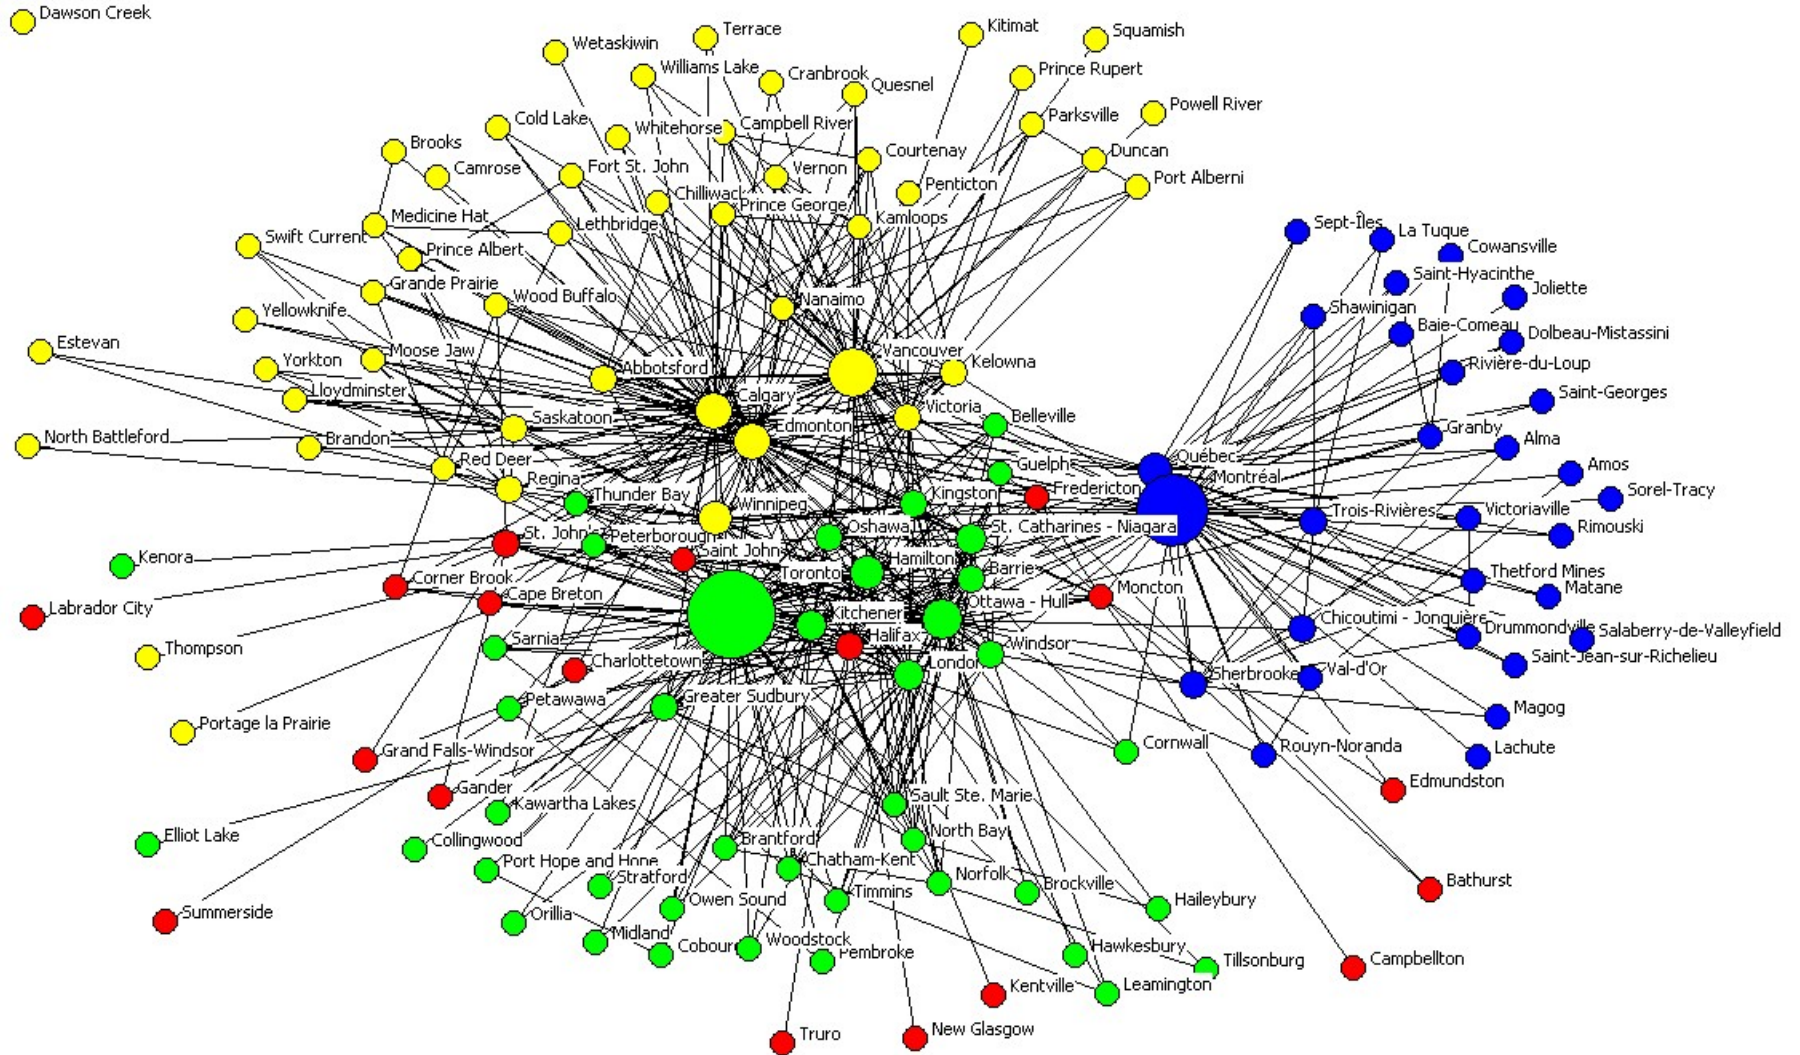 Dawson Creek
Wetaskiwin
Terrace
Kitimat
Squamish
Williams Lake
Cranbrook
Quesnel
Prince Rupert
Powell River
Cold Lake
Whitehorse
Campbell River
Parksville
Brooks
Courtenay
Duncan
Camrose
Fort St. John
Vernon
Penticton
Port Alberni
Chilliwack
Prince George
Medicine Hat
Lethbridge
Kamloops
Sept-Îles
La Tuque
Swift Current
Prince Albert
Cowansville
Saint-Hyacinthe
Grande Prairie
Wood Buffalo
Nanaimo
Joliette
Yellowknife
Shawinigan
Baie-Comeau
Dolbeau-Mistassini
Estevan
Yorkton
Moose Jaw
Abbotsford
Vancouver
Kelowna
Rivière-du-Loup
Lloydminster
Calgary
Saint-Georges
Saskatoon
Edmonton
Victoria
Belleville
Granby
North Battleford
Brandon
Alma
Red Deer
Guelph
Québec
Amos
Regina
Montréal
Thunder Bay
Winnipeg
Kingston
Fredericton
Sorel-Tracy
Trois-Rivières
Victoriaville
Rimouski
St. John's
Peterborough
Oshawa
St. Catharines - Niagara
Kenora
Saint John
Hamilton
Corner Brook
Toronto
Barrie
Thetford Mines
Matane
Labrador City
Cape Breton
Kitchener
Ottawa - Hull
Moncton
Chicoutimi - Jonquière
Drummondville
Salaberry-de-Valleyfield
Thompson
Sarnia
Halifax
Windsor
Saint-Jean-sur-Richelieu
Charlottetown
London
Sherbrooke
Val-d'Or
Petawawa
Greater Sudbury
Magog
Portage la Prairie
Grand Falls-Windsor
Cornwall
Rouyn-Noranda
Lachute
Edmundston
Gander
Kawartha Lakes
Sault Ste. Marie
Elliot Lake
Collingwood
Brantford
North Bay
Port Hope and Hope
Stratford
Chatham-Kent
Norfolk
Brockville
Bathurst
Summerside
Orillia
Owen Sound
Timmins
Haileybury
Midland
Cobourg
Woodstock
Pembroke
Hawkesbury
Tillsonburg
Campbellton
Kentville
Leamington
Truro
New Glasgow